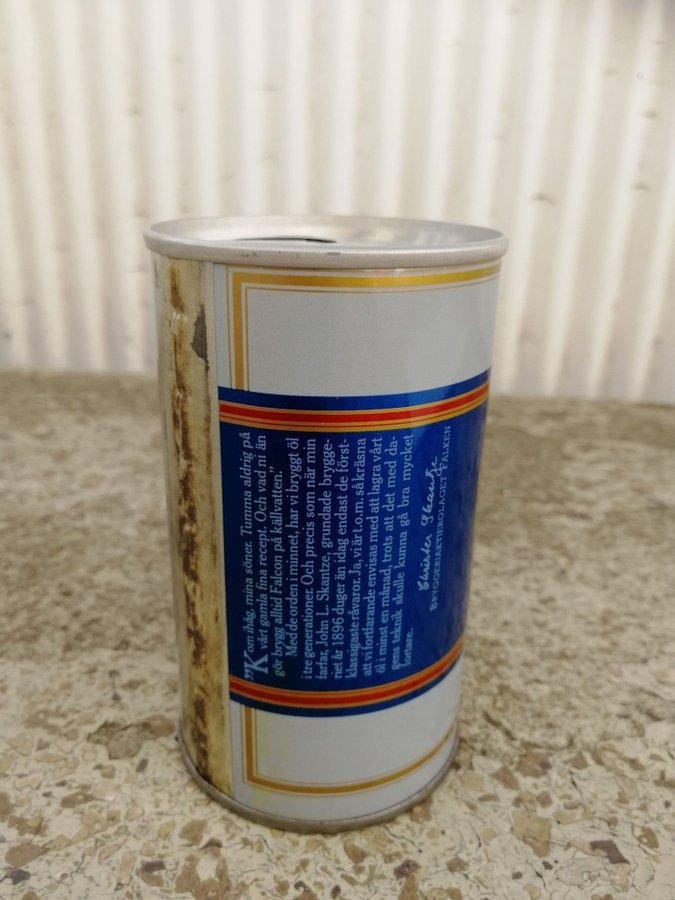 ”Kom ihåg, mina söner. Tumma aldrig på
vårt gamla fina recept. Och vad ni än
gör brygg alltid Falcon på källvatten.”
Med de orden i minnet, har vi bryggt öl
i tre generationer. Och precis som när min
farfar, John L. Skantze, grundade brygge-
riet år 1896 duger än idag endast de först-
klassigaste råvaror. Ja, vi är t.o.m. så kräsna
att vi fortfarande envisas med att lagra vårt
öl i minst en månad, trots att det med da-
gens teknik skulle kunna gå bra mycket
fortare.
Christer Skantze
BRYGGERIAKTIEBOLAGET FALKEN